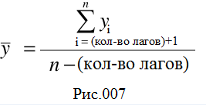 n
∑ yᵢ
i = (кол-во лагов)+1
y̅ =
n – (кол-во лагов)
Рис.007